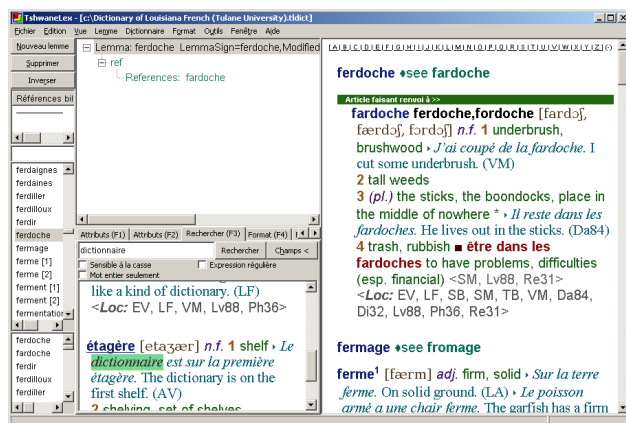 TshwaneLex - [c:\Dictionary of Louisiana French (Tulane University).tldict]
Fichier Edition Vue Lemme Dictionnaire Format Outils Fenêtre Aide
Nouveau lemme
Supprimer
Inverser
Références bil
ferdaignes
ferdaines
ferdiller
ferdilloux
ferdir
ferdoche
fermage
ferme [1]
ferme [2]
ferment [1]
ferment [2]
fermentation
ferdoche
fardoche
ferdir
ferdilloux
ferdiller
Lemma: ferdoche LemmaSign=ferdoche,Modified
ref
References: fardoche
Attributs (F1) Attributs (F2) Rechercher (F3) Format (F4)
dictionnaire
Rechercher
Champs <
Sensible à la casse
Expression régulière
Mot entier seulement
like a kind of dictionary. (LF)
<Loc: EV, LF, VM, Lv88, Ph36>
étagère [etaʒær] n.f. 1 shelf › Le
dictionnaire est sur la première
étagère. The dictionary is on the
first shelf. (AV)
2 shelving, set of shelves
A B C D E F G H I J K L M N O P Q R S T U V W X Y Z (-)
ferdoche ♦see fardoche
Article faisant renvoi à >>
fardoche ferdoche,fordoche [fardɔʃ,
færdɔʃ, fɔrdɔʃ] n.f. 1 underbrush,
brushwood › J'ai coupé de la fardoche. I
cut some underbrush. (VM)
2 tall weeds
3 (pl.) the sticks, the boondocks, place in
the middle of nowhere * › Il reste dans les
fardoches. He lives out in the sticks. (Da84)
4 trash, rubbish ■ être dans les
fardoches to have problems, difficulties
(esp. financial) <SM, Lv88, Re31>
<Loc: EV, LF, SB, SM, TB, VM, Da84,
Di32, Lv88, Ph36, Re31>
fermage ♦see fromage
ferme¹ [færm] adj. firm, solid › Sur la terre
ferme. On solid ground. (LA) › Le poisson
armé a une chair ferme. The garfish has a firm